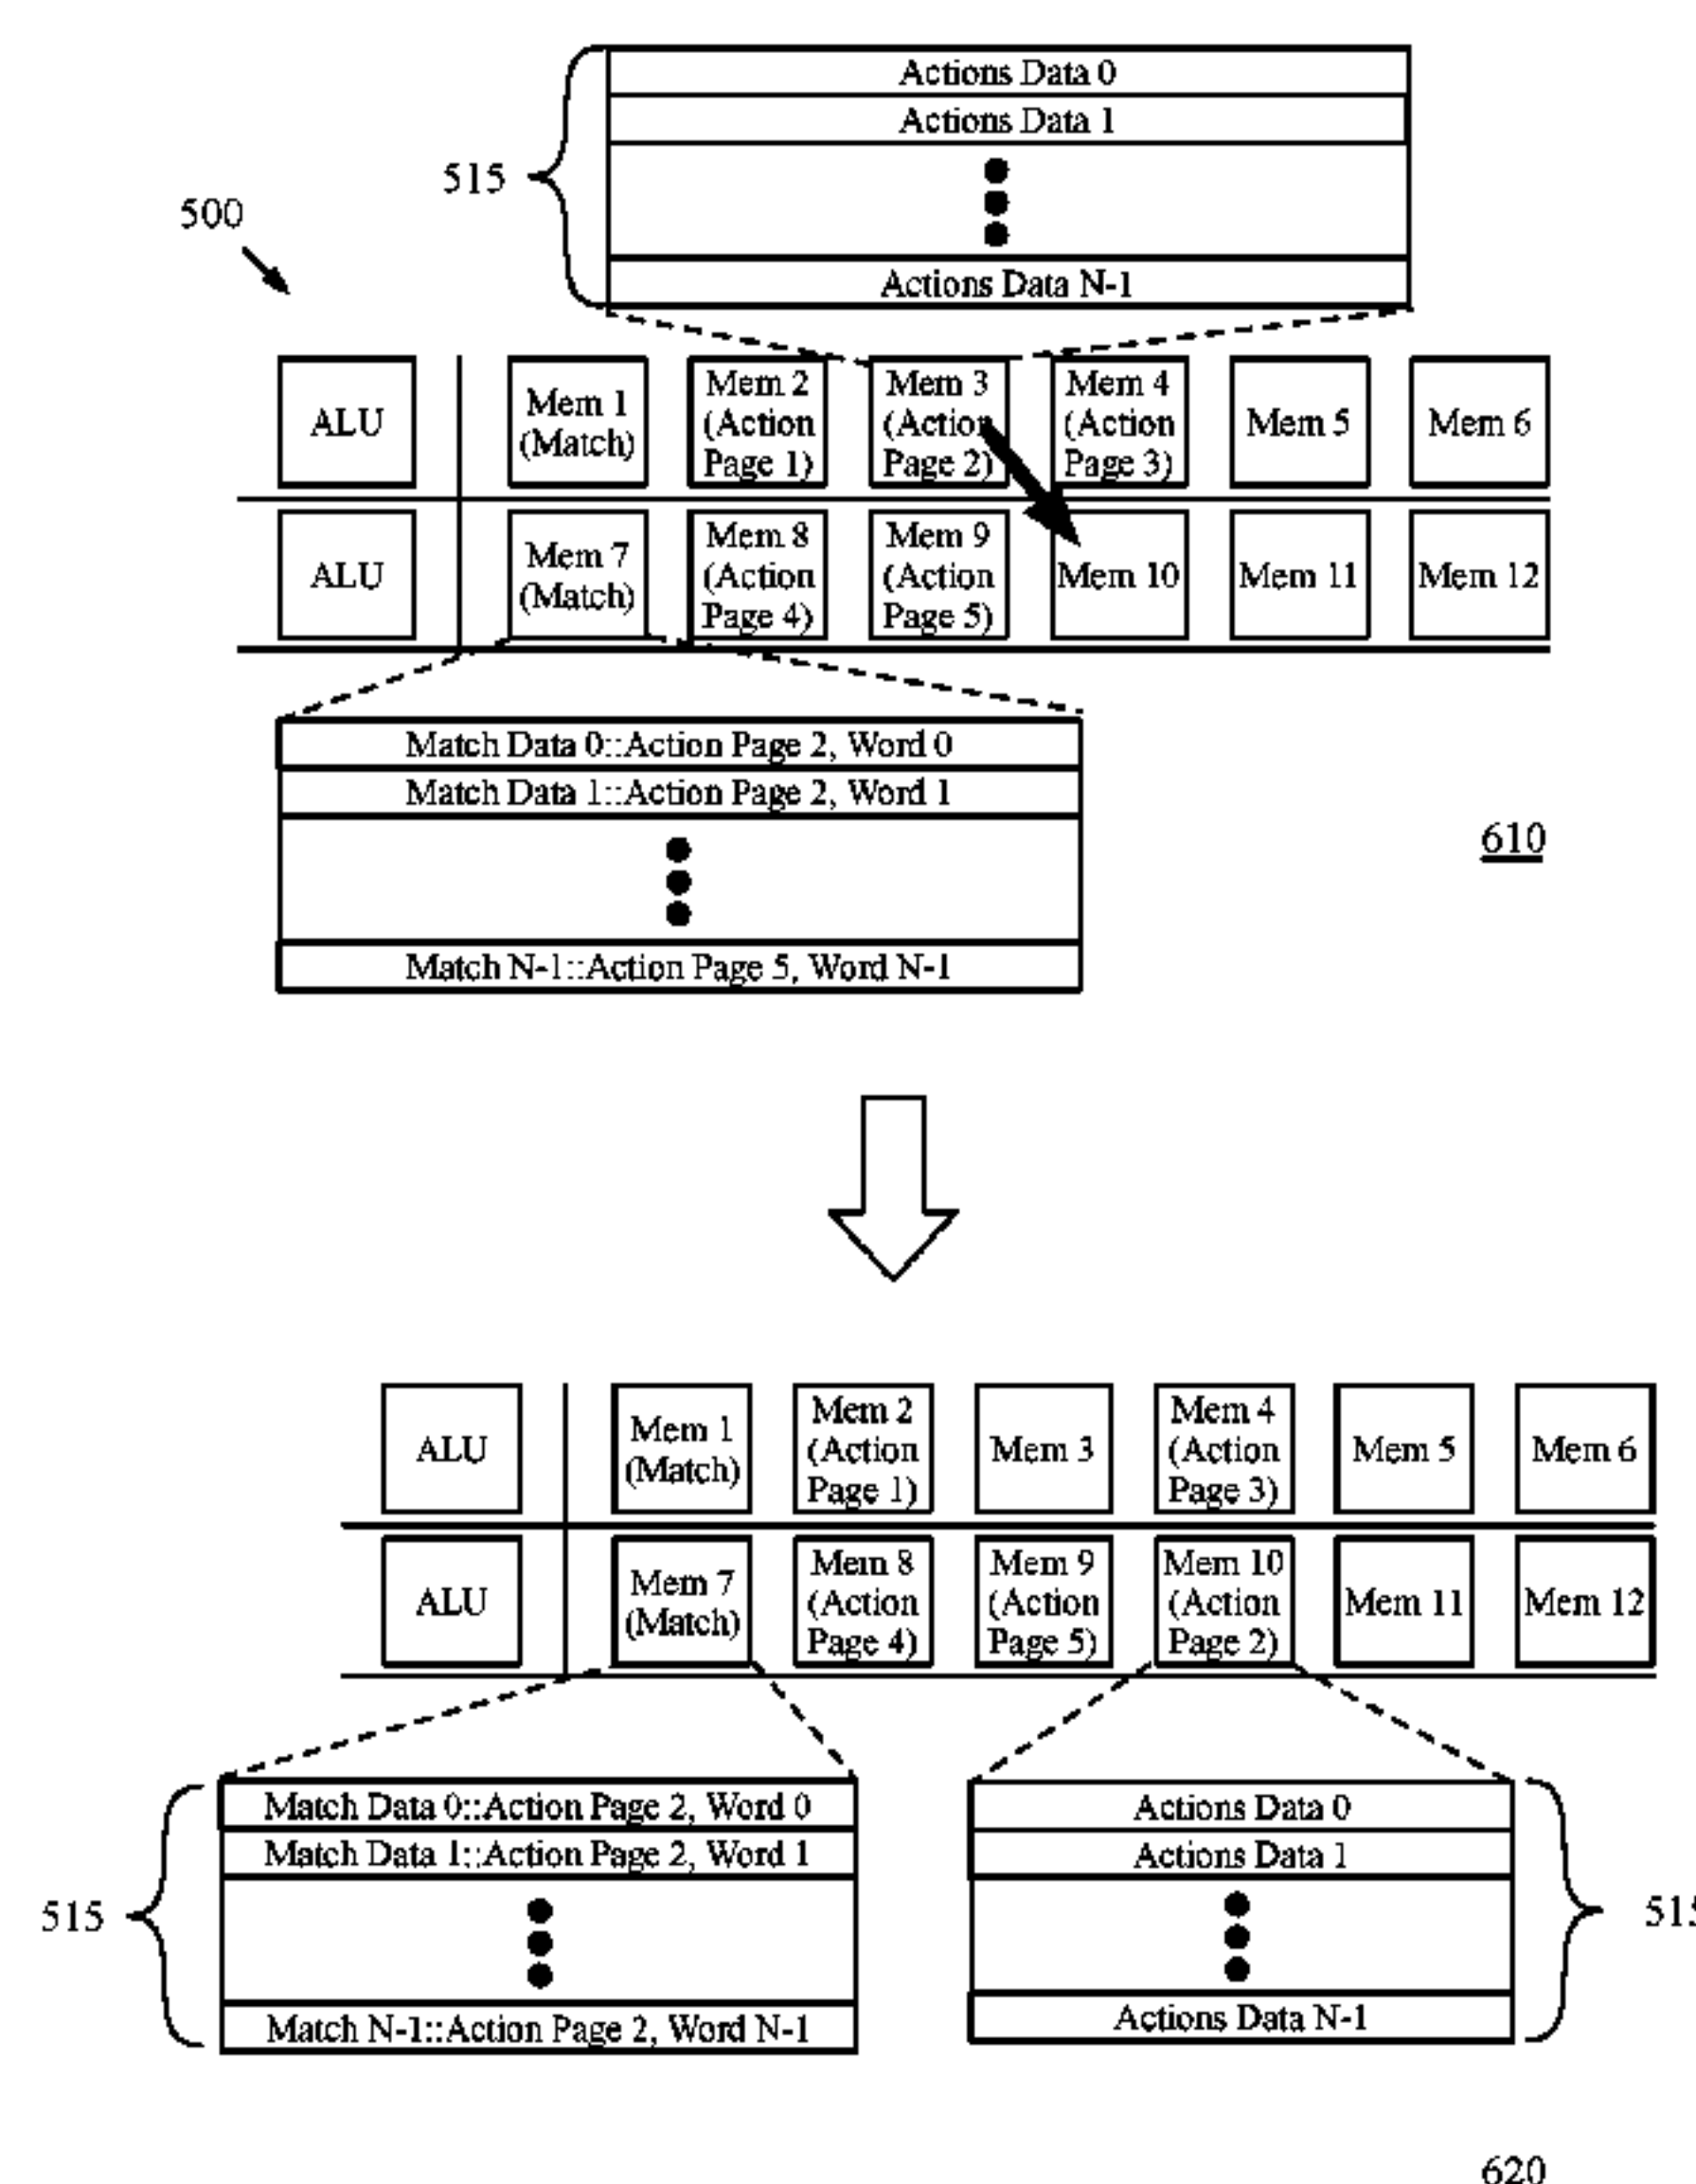 Actions Data 0
Actions Data 1
515
500
Actions Data N-1
ALU
Mem 1
(Match)
Mem 2
(Action
Page 1)
Mem 3
(Action
Page 2)
Mem 4
(Action
Page 3)
Mem 5
Mem 6
ALU
Mem 7
(Match)
Mem 8
(Action
Page 4)
Mem 9
(Action
Page 5)
Mem 10
Mem 11
Mem 12
Match Data 0::Action Page 2, Word 0
Match Data 1::Action Page 2, Word 1
610
Match N-1::Action Page 5, Word N-1
ALU
Mem 1
(Match)
Mem 2
(Action
Page 1)
Mem 3
Mem 4
(Action
Page 3)
Mem 5
Mem 6
ALU
Mem 7
(Match)
Mem 8
(Action
Page 4)
Mem 9
(Action
Page 5)
Mem 10
(Action
Page 2)
Mem 11
Mem 12
Match Data 0::Action Page 2, Word 0
Match Data 1::Action Page 2, Word 1
515
Match N-1::Action Page 2, Word N-1
Actions Data 0
Actions Data 1
515
Actions Data N-1
620